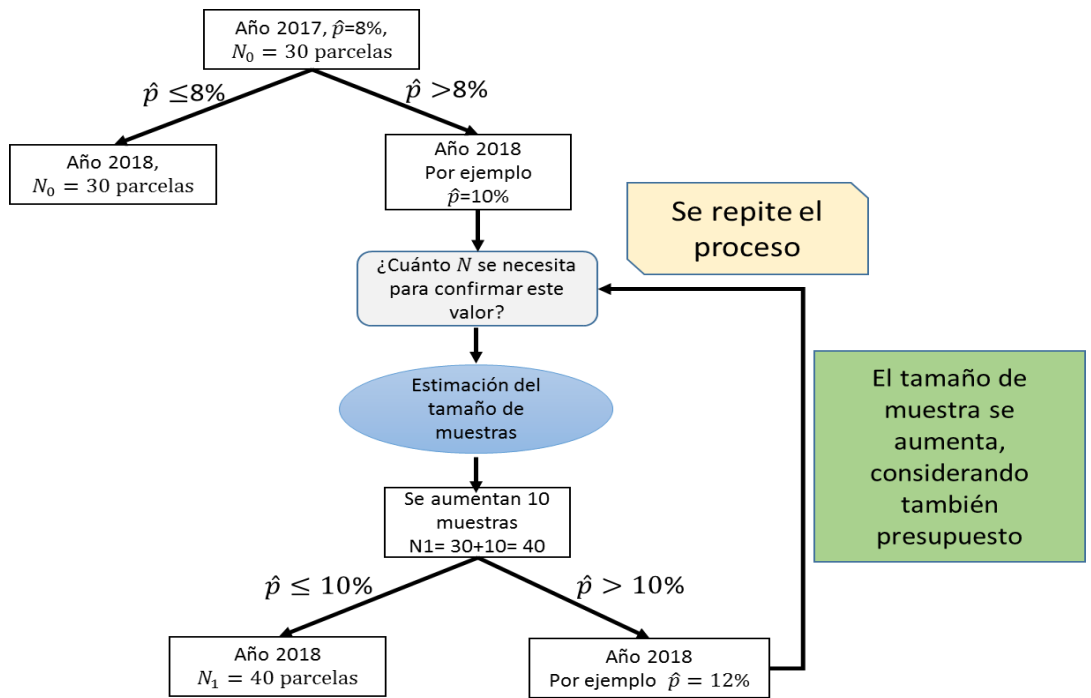 Año 2017, p̂=8%,
N₀ = 30 parcelas
p̂ ≤8%
p̂ >8%
Año 2018,
N₀ = 30 parcelas
Año 2018
Por ejemplo
p̂=10%
Se repite el
proceso
¿Cuánto N se necesita
para confirmar este
valor?
Estimación del
tamaño de
muestras
El tamaño de
muestra se
aumenta,
considerando
también
presupuesto
Se aumentan 10
muestras
N1= 30+10= 40
p̂ ≤ 10%
p̂ > 10%
Año 2018
N₁ = 40 parcelas
Año 2018
Por ejemplo p̂ = 12%